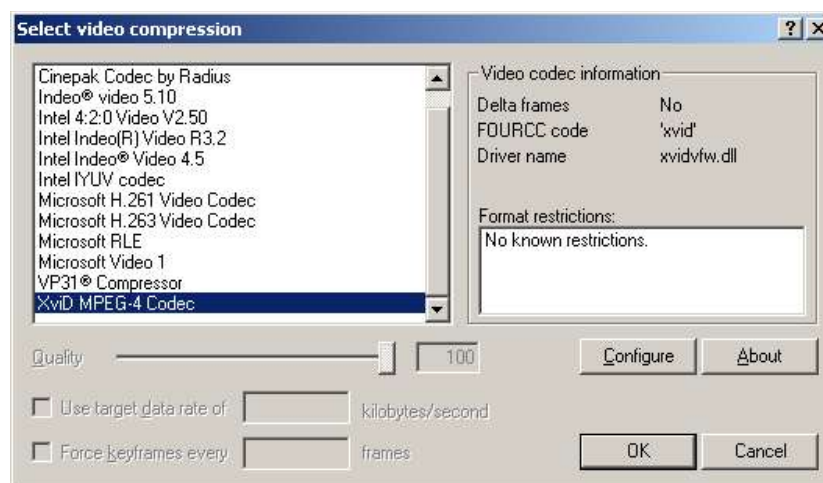 Select video compression
Cinepak Codec by Radius
Indeo® video 5.10
Intel 4:2:0 Video V2.50
Intel Indeo(R) Video R3.2
Intel Indeo® Video 4.5
Intel IYUV codec
Microsoft H.261 Video Codec
Microsoft H.263 Video Codec
Microsoft RLE
Microsoft Video 1
VP31® Compressor
XviD MPEG-4 Codec
Video codec information
Delta frames No
FOURCC code 'xvid'
Driver name xvidvfw.dll
Format restrictions:
No known restrictions.
Quality 100
Configure About
Use target data rate of kilobytes/second
Force keyframes every frames
OK Cancel